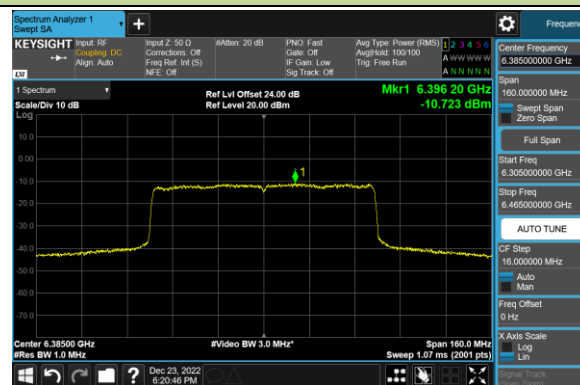 Spectrum Analyzer 1
Swept SA
Frequen
KEYSIGHT
Input: RF
Coupling: DC
Align: Auto
Input Z: 50 Ω
Corrections: Off
Freq Ref: Int (S)
NFE: Off
#Atten: 20 dB
PNO: Fast
Gate: Off
IF Gain: Low
Sig Track: Off
Avg Type: Power (RMS)
Avg|Hold: 100/100
Trig: Free Run
1 2 3 4 5 6
A W W W W W
A N N N N N
LXI
1 Spectrum
Scale/Div 10 dB
Log
Ref Lvl Offset 24.00 dB
Ref Level 20.00 dBm
Mkr1 6.396 20 GHz
-10.723 dBm
10.0
0.00
-10.0
-20.0
-30.0
-40.0
-50.0
-60.0
-70.0
1
Center 6.38500 GHz
#Res BW 1.0 MHz
#Video BW 3.0 MHz*
Span 160.0 MHz
Sweep 1.07 ms (2001 pts)
Dec 23, 2022
6:20:46 PM
Center Frequency
6.385000000 GHz
Span
160.000000 MHz
Swept Span
Zero Span
Full Span
Start Freq
6.305000000 GHz
Stop Freq
6.465000000 GHz
AUTO TUNE
CF Step
16.000000 MHz
Auto
Man
Freq Offset
0 Hz
X Axis Scale
Log
Lin
Signal Track